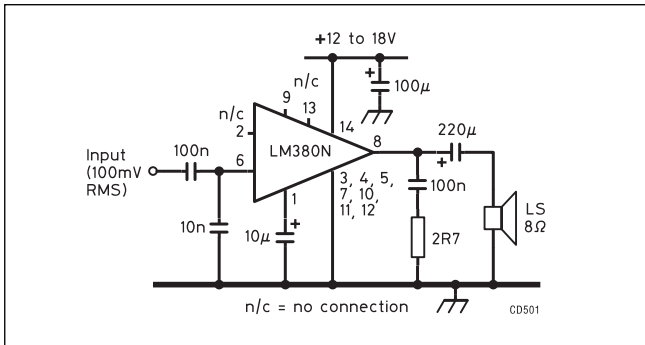 +12 to 18V
+
100μ
n/c
9
13
n/c
2
14
8
220μ
LM380N
+
Input
(100mV
RMS)
100n
6
3, 4, 5,
7, 10,
11, 12
100n
1
+
10n
10μ
2R7
LS
8Ω
n/c = no connection
CD501